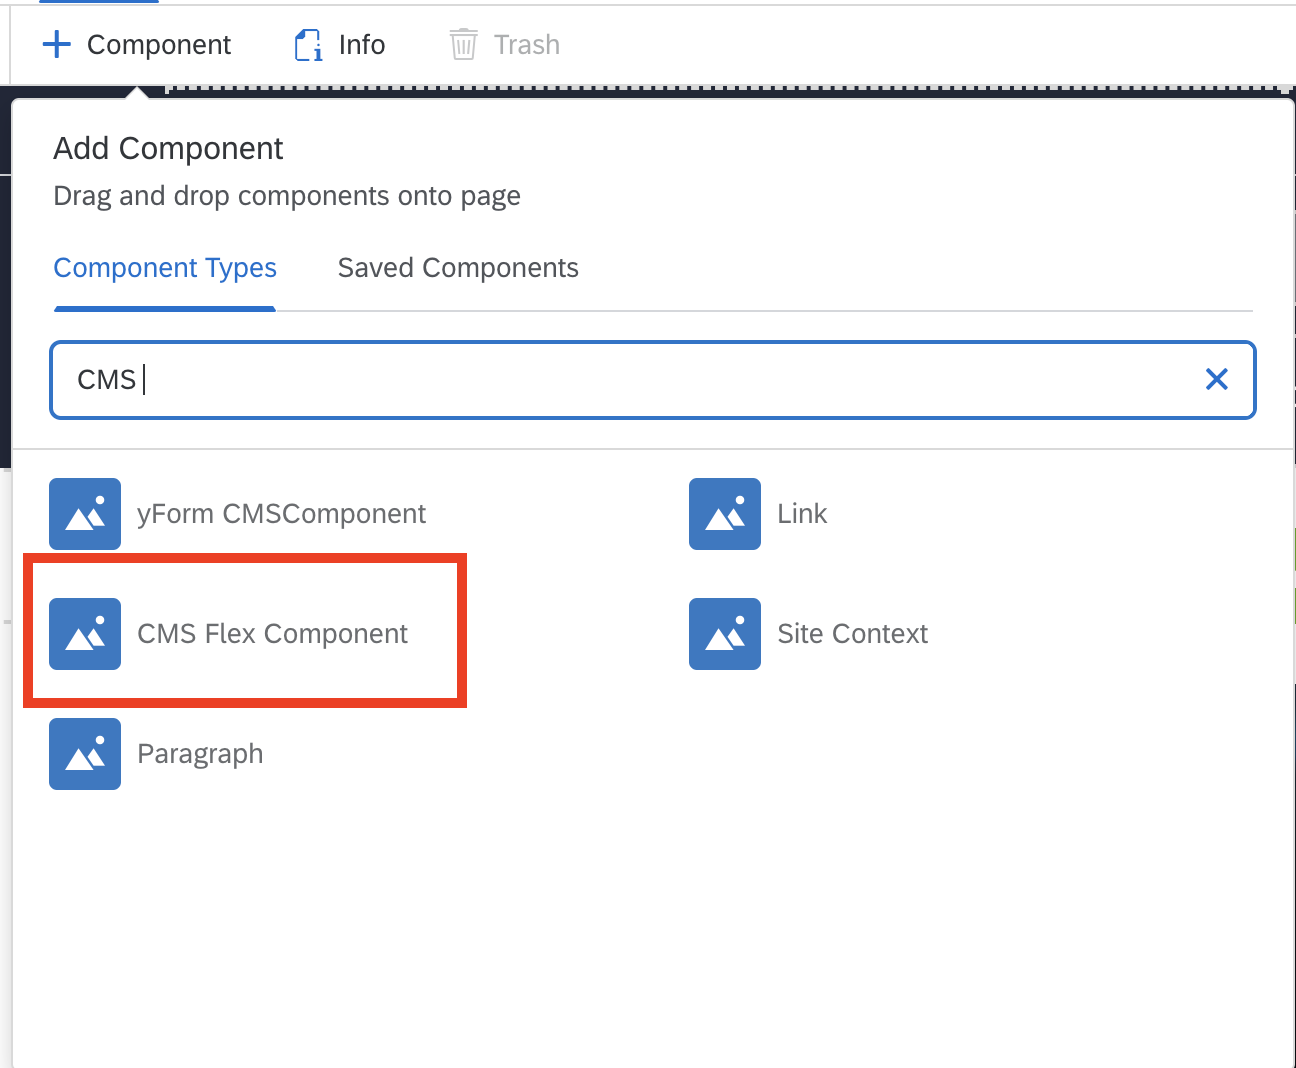 Component Info Trash
Add Component
Drag and drop components onto page
Component Types Saved Components
CMS
yForm CMSComponent Link
CMS Flex Component Site Context
Paragraph